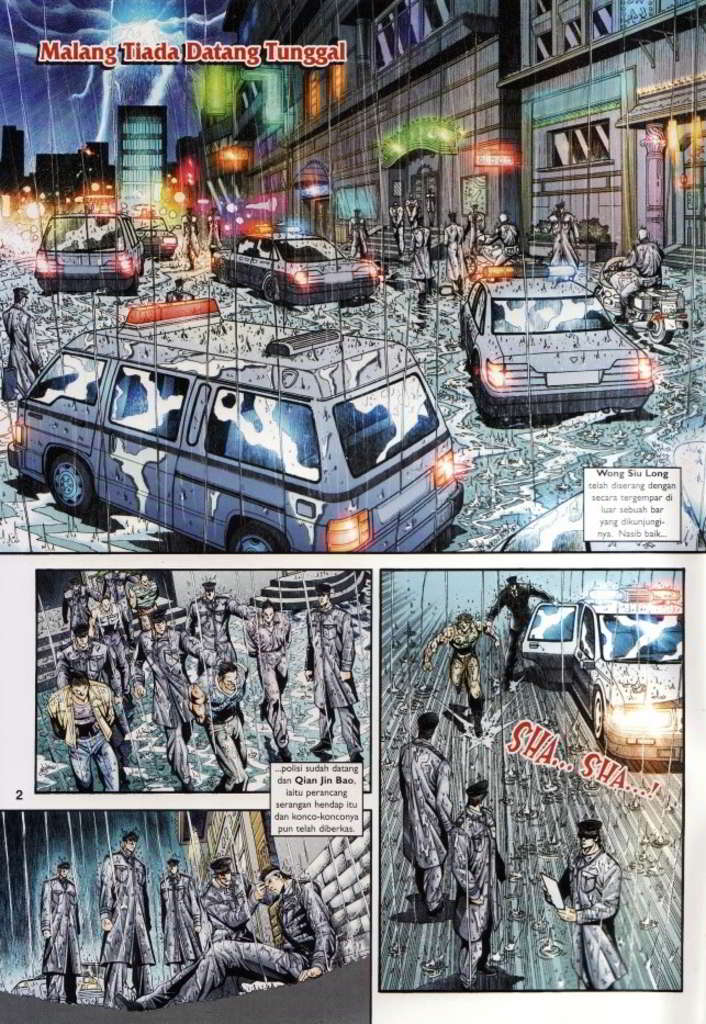 Malang Tiada Datang Tunggal
Wong Siu Long
telah diserang dengan
secara tergempar di
luar sebuah bar
yang dikunjungi-
nya. Nasib baik...
...polisi sudah datang
dan Qian Jin Bao,
iaitu perancang
serangan hendap itu
dan konco-konconya
pun telah diberkas.
SHA... SHA...!
2